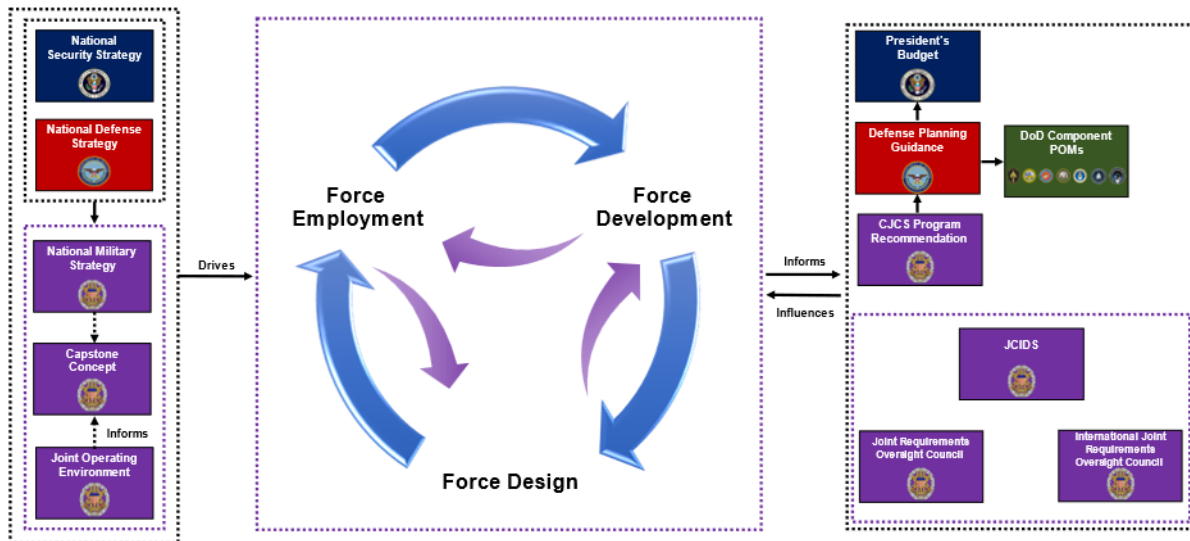 National
Security Strategy
National Defense
Strategy
National Military
Strategy
Capstone
Concept
Informs
Joint Operating
Environment
Drives
Force
Employment
Force
Development
Force Design
Informs
Influences
President's
Budget
Defense Planning
Guidance
DoD Component
POMs
CJCS Program
Recommendation
JCIDS
Joint Requirements
Oversight Council
International Joint
Requirements
Oversight Council